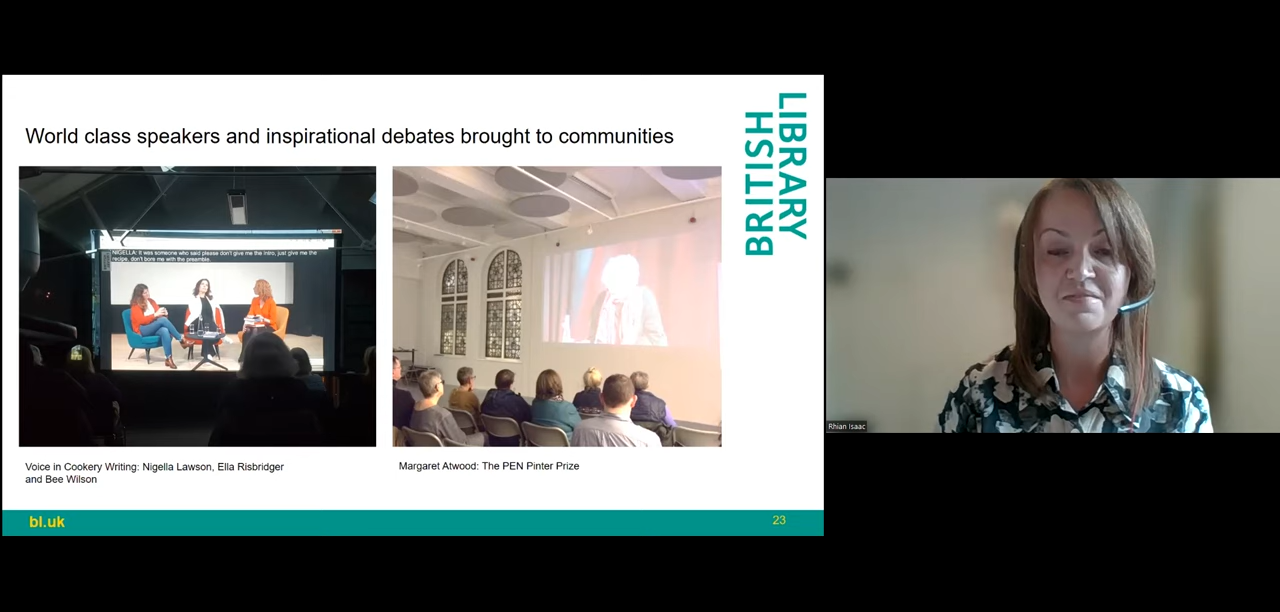 World class speakers and inspirational debates brought to communities
BRITISH
LIBRARY
NIGELLA: It was someone who said please don't give me the intro, just give me the
recipe, don't bore me with the preamble.
Voice in Cookery Writing: Nigella Lawson, Ella Risbridger
and Bee Wilson
Margaret Atwood: The PEN Pinter Prize
bl.uk
23
Rhian Isaac